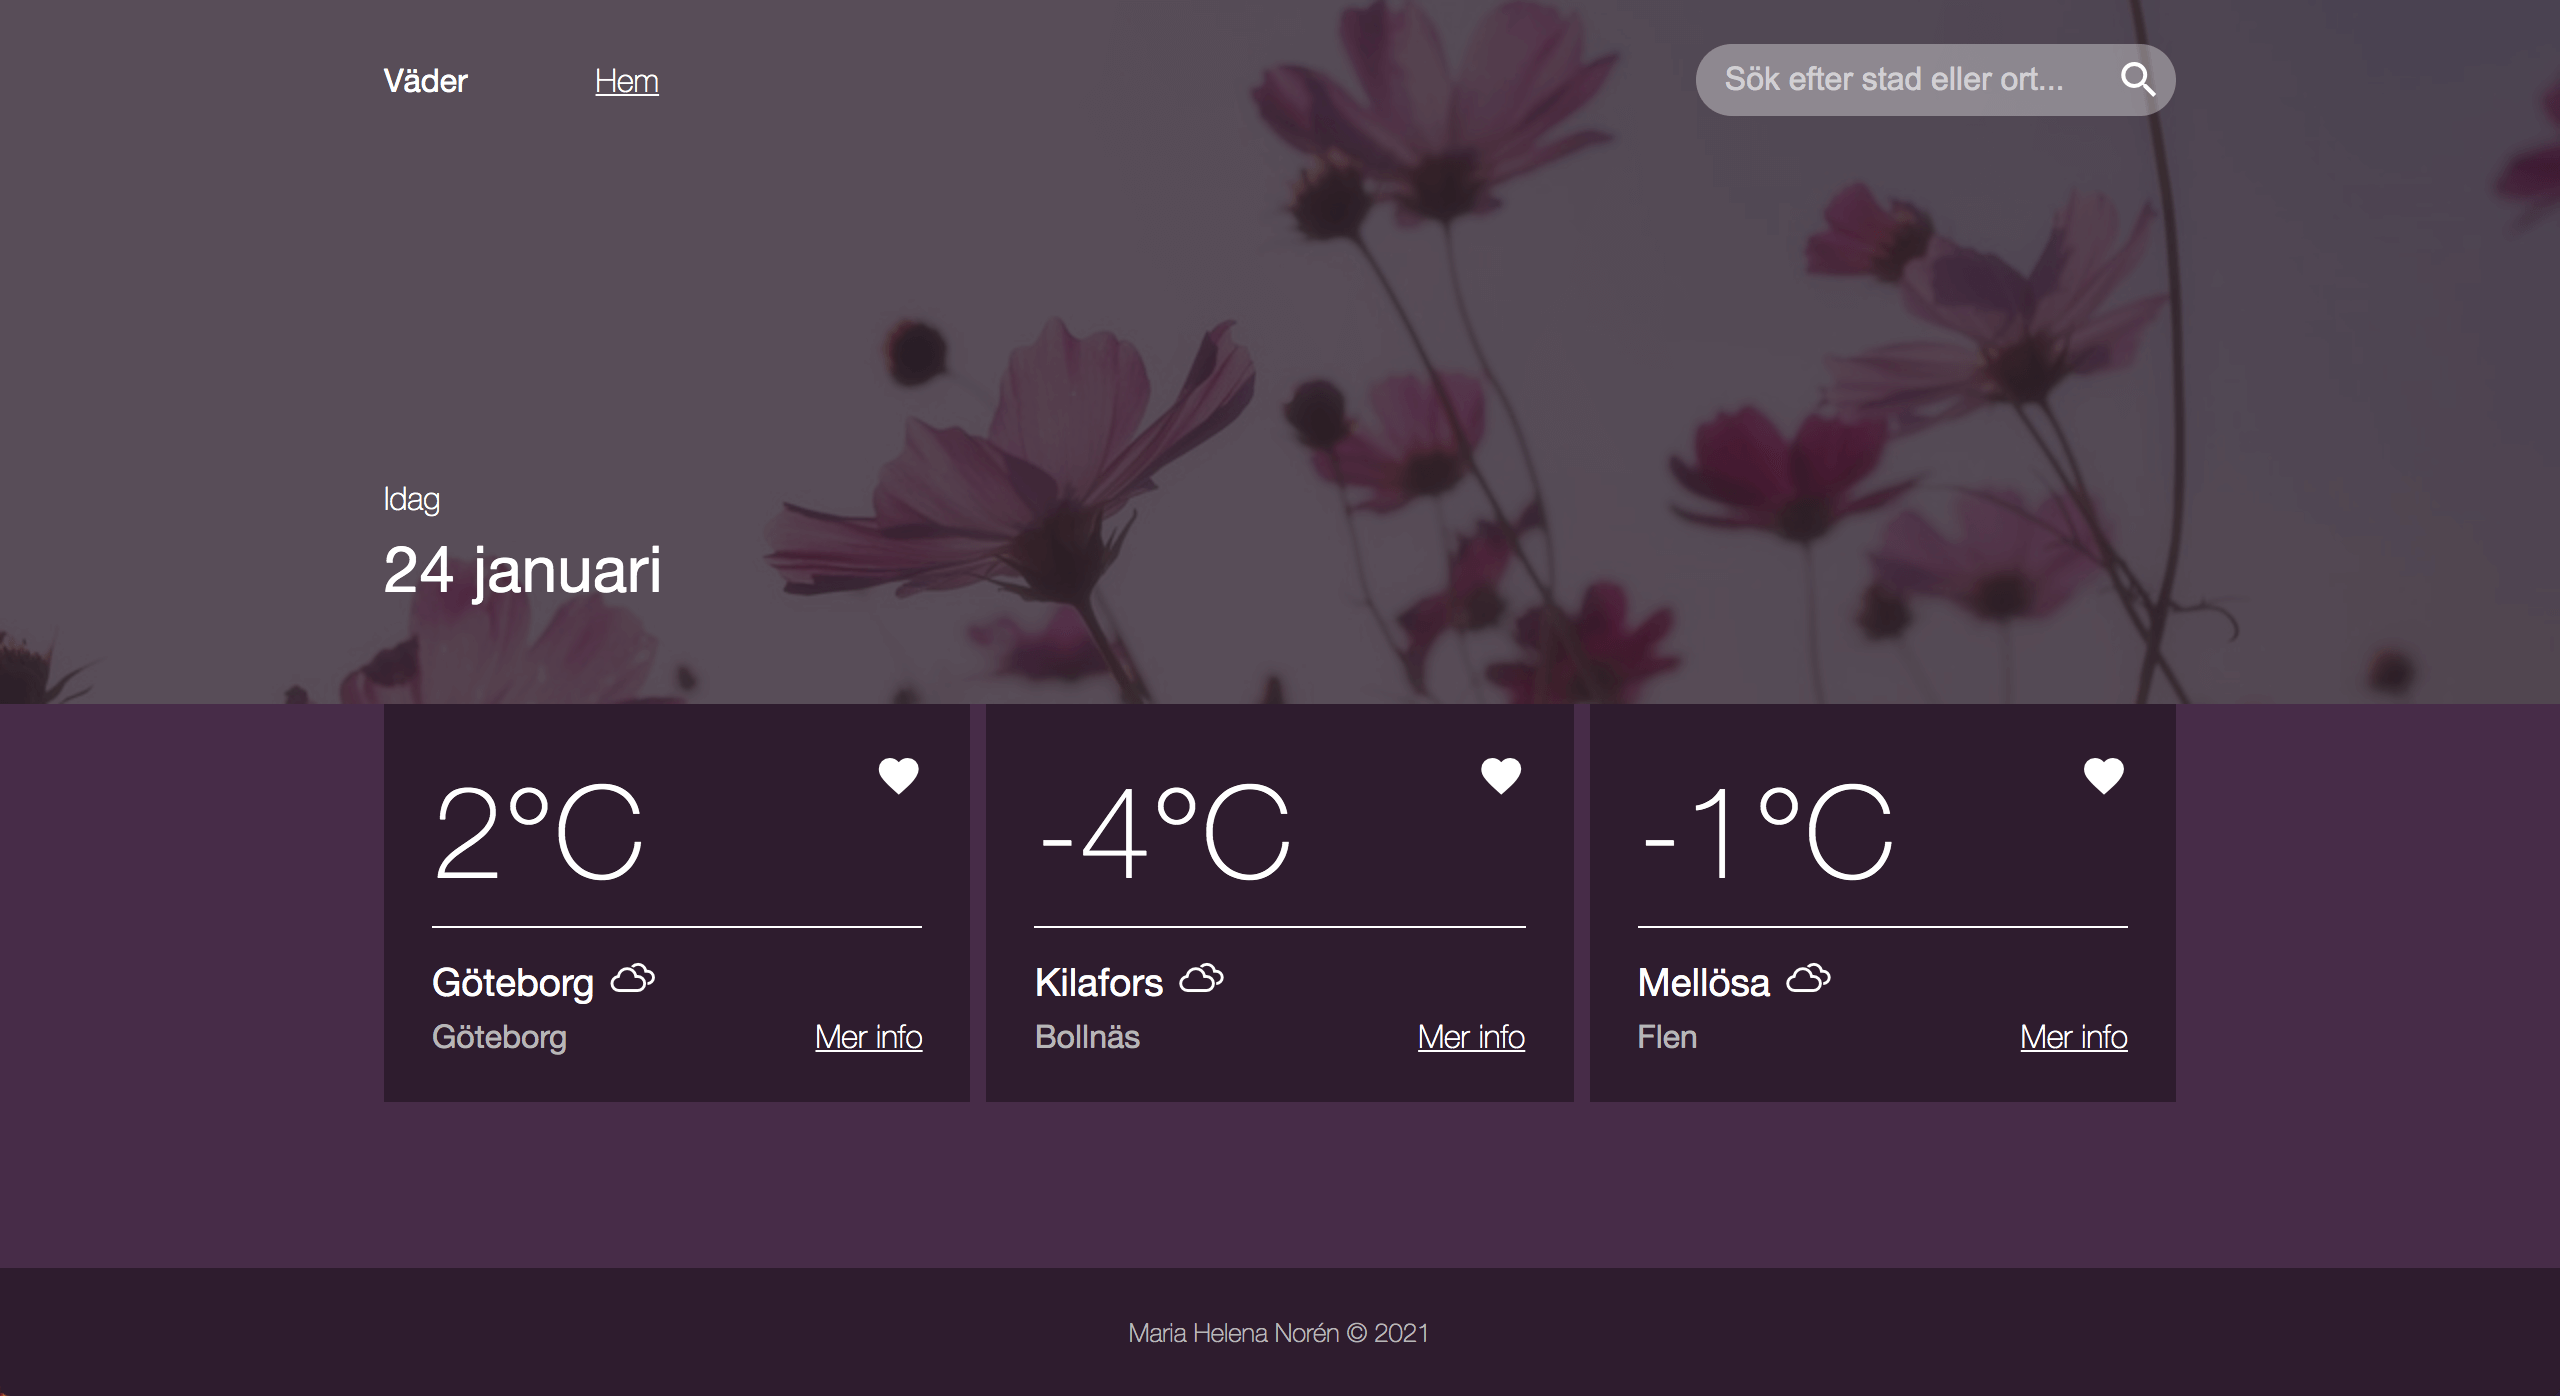 Väder
Hem
Sök efter stad eller ort...
Idag
24 januari
2°C
Göteborg
Göteborg
Mer info
-4°C
Kilafors
Bollnäs
Mer info
-1°C
Mellösa
Flen
Mer info
Maria Helena Norén © 2021